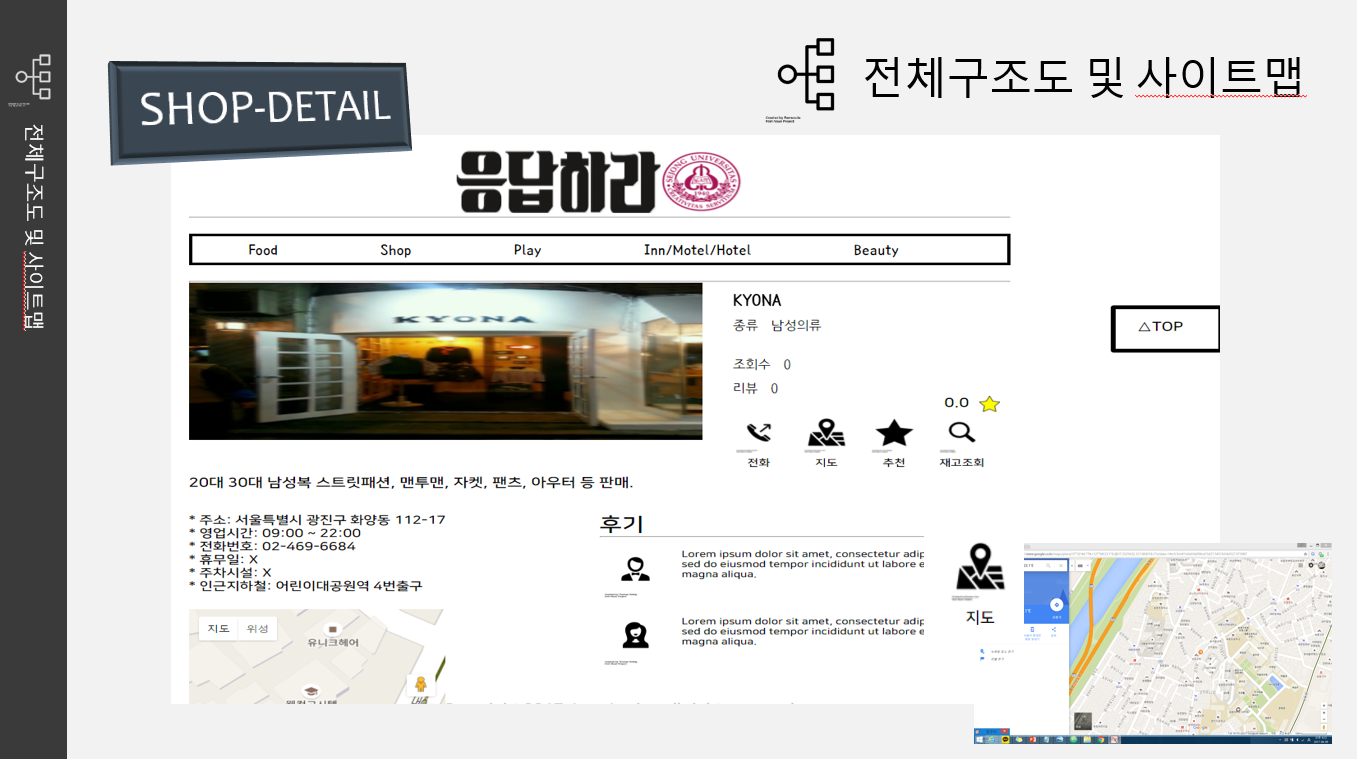 전체구조도 및 사이트맵
SHOP-DETAIL
전체구조도 및 사이트맵
응답하라
SEJONG UNIVERSITAS
1940
Food Shop Play Inn/Motel/Hotel Beauty
KYONA
KYONA
종류 남성의류
△TOP
조회수 0
리뷰 0
0.0
전화 지도 추천 재고조회
20대 30대 남성복 스트릿패션, 맨투맨, 자켓, 팬츠, 아우터 등 판매.
* 주소: 서울특별시 광진구 화양동 112-17
* 영업시간: 09:00 ~ 22:00
* 전화번호: 02-469-6684
* 휴무일: X
* 주차시설: X
* 인근지하철: 어린이대공원역 4번출구
후기
Lorem ipsum dolor sit amet, consectetur adip
sed do eiusmod tempor incididunt ut labore e
magna aliqua.
Lorem ipsum dolor sit amet, consectetur adip
sed do eiusmod tempor incididunt ut labore e
magna aliqua.
지도
지도 위성
유니크헤어